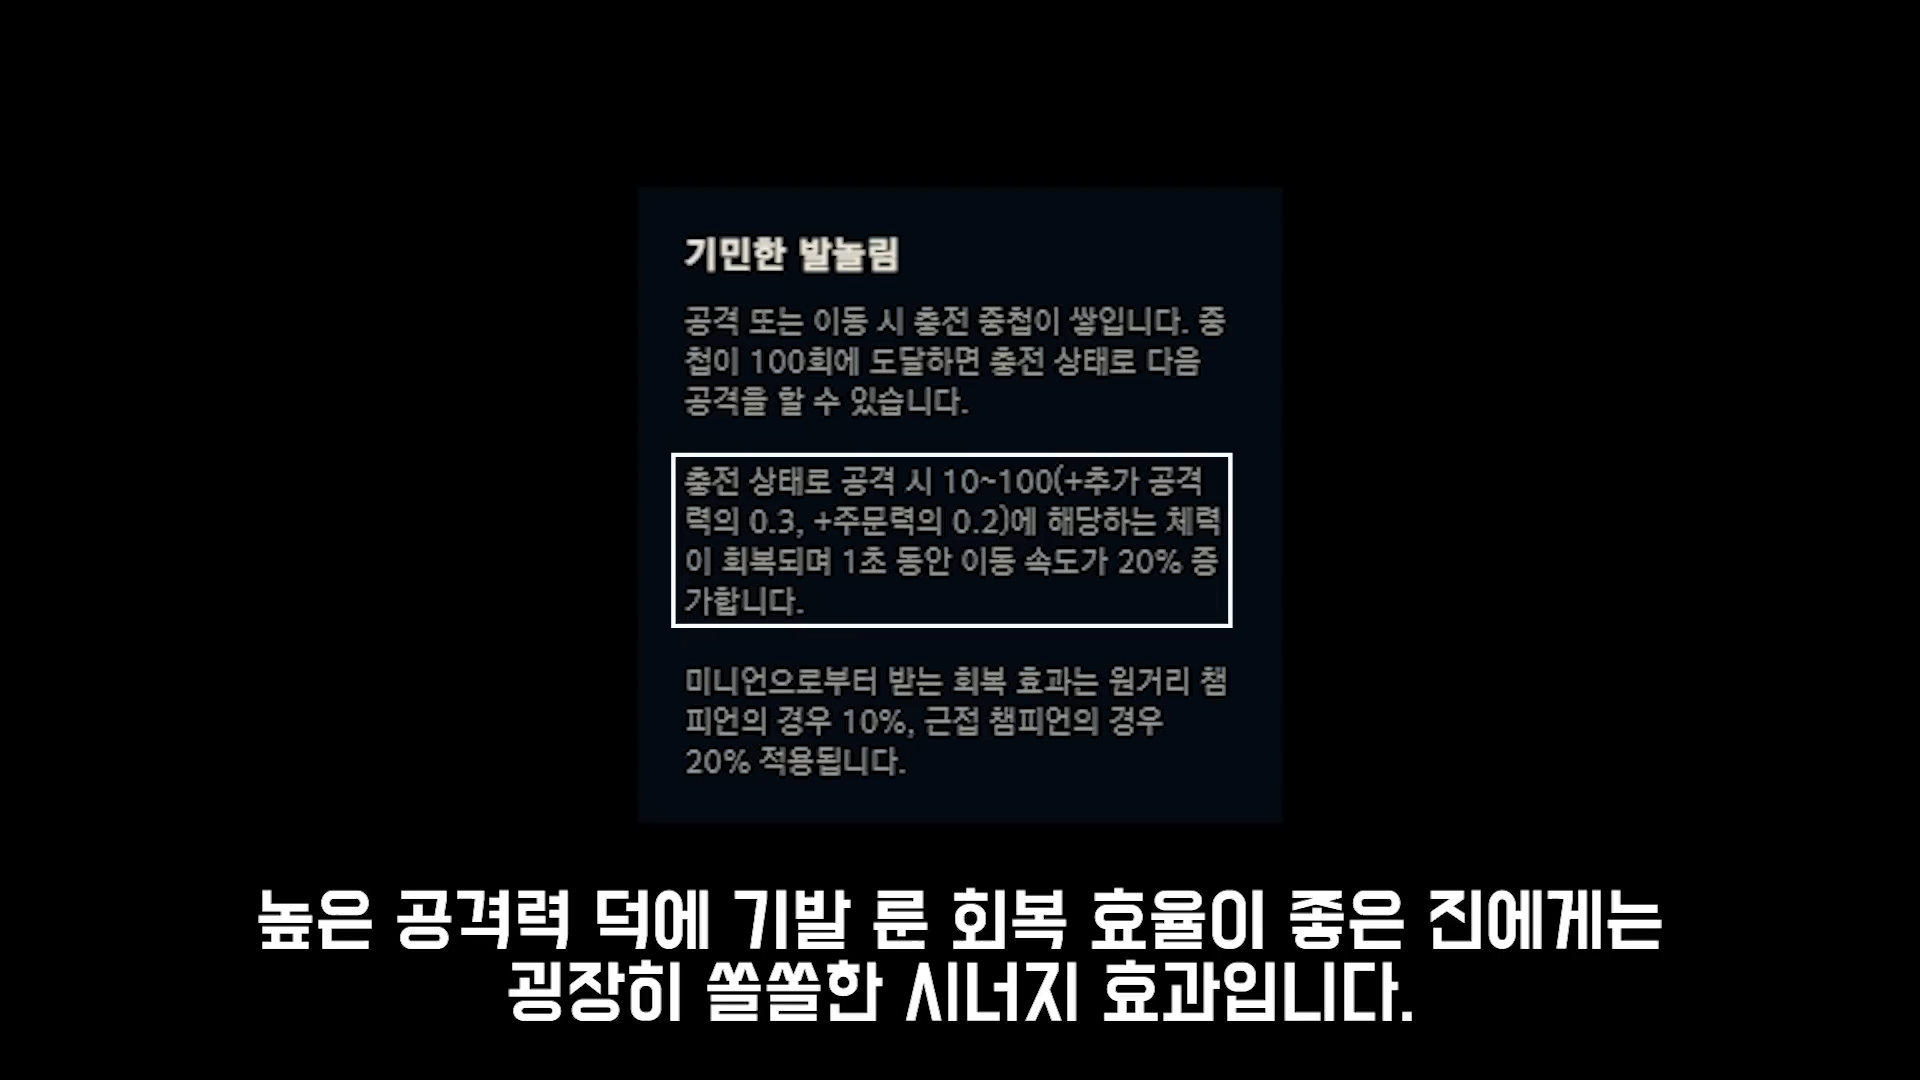 기민한 발놀림
공격 또는 이동 시 충전 중첩이 쌓입니다. 중
첩이 100회에 도달하면 충전 상태로 다음
공격을 할 수 있습니다.
충전 상태로 공격 시 10~100(+추가 공격
력의 0.3, +주문력의 0.2)에 해당하는 체력
이 회복되며 1초 동안 이동 속도가 20% 증
가합니다.
미니언으로부터 받는 회복 효과는 원거리 챔
피언의 경우 10%, 근접 챔피언의 경우
20% 적용됩니다.
높은 공격력 덕에 기발 룬 회복 효율이 좋은 진에게는
굉장히 쏠쏠한 시너지 효과입니다.